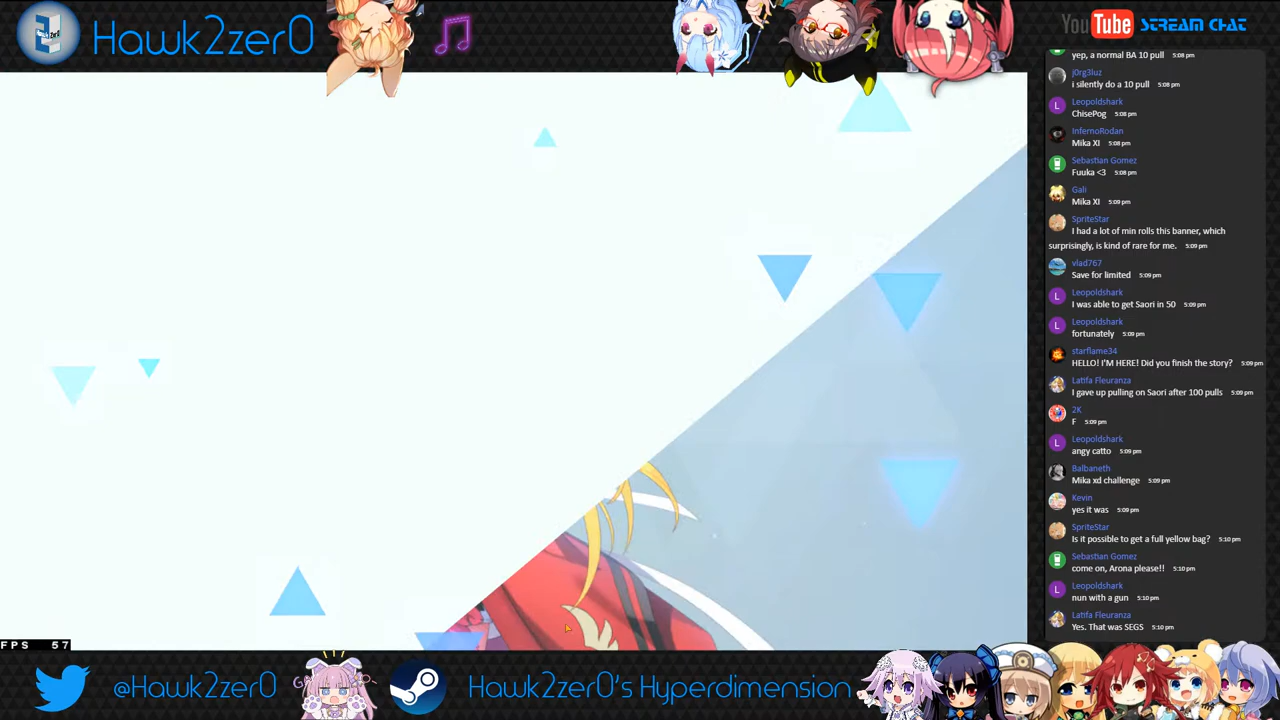 Hawk2zer0
YouTube STREAM CHAT
yep, a normal BA 10 pull 5:08 pm
j0rg3luz
i silently do a 10 pull 5:08 pm
L Leopoldshark
ChisePog 5:08 pm
InfernoRodan
Mika XI 5:08 pm
Sebastian Gomez
Fuuka <3 5:08 pm
Gali
Mika XI 5:09 pm
SpriteStar
I had a lot of min rolls this banner, which
surprisingly, is kind of rare for me. 5:09 pm
vlad767
Save for limited 5:09 pm
L Leopoldshark
I was able to get Saori in 50 5:09 pm
L Leopoldshark
fortunately 5:09 pm
starflame34
HELLO! I'M HERE! Did you finish the story? 5:09 pm
Latifa Fleuranza
I gave up pulling on Saori after 100 pulls 5:09 pm
2K
F 5:09 pm
L Leopoldshark
angy catto 5:09 pm
Balbaneth
Mika xd challenge 5:09 pm
Kevin
yes it was 5:09 pm
SpriteStar
Is it possible to get a full yellow bag? 5:10 pm
Sebastian Gomez
come on, Arona please!! 5:10 pm
L Leopoldshark
nun with a gun 5:10 pm
Latifa Fleuranza
Yes. That was SEGS 5:10 pm
FPS 57
@Hawk2zer0
Hawk2zer0's Hyperdimension